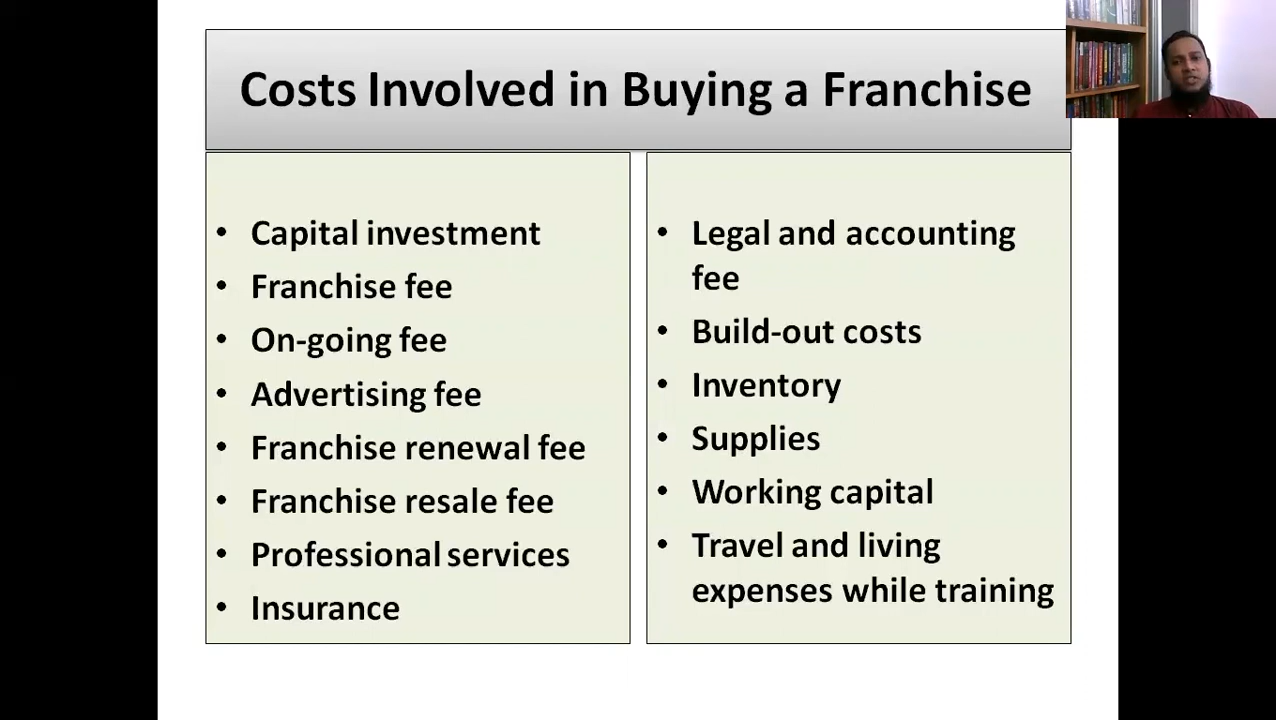 Costs Involved in Buying a Franchise
• Capital investment
• Franchise fee
• On-going fee
• Advertising fee
• Franchise renewal fee
• Franchise resale fee
• Professional services
• Insurance
• Legal and accounting
fee
• Build-out costs
• Inventory
• Supplies
• Working capital
• Travel and living
expenses while training